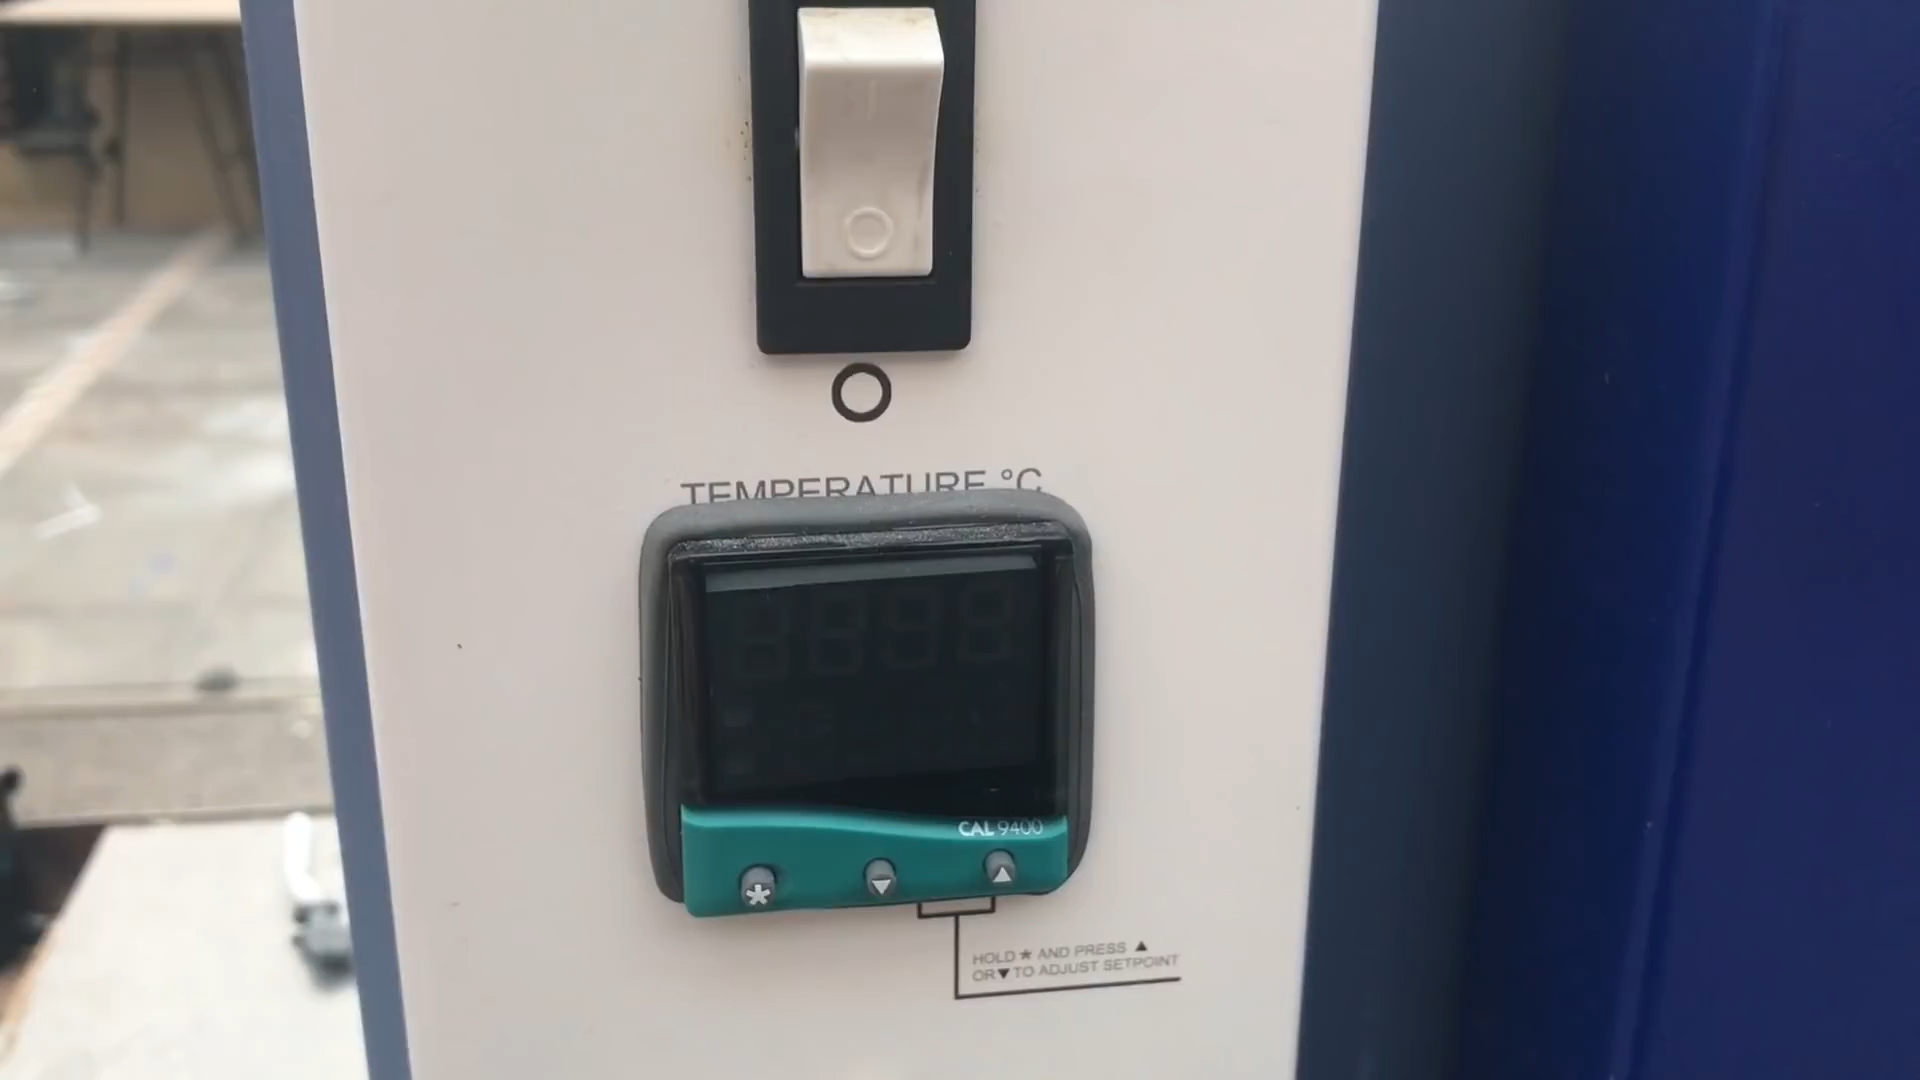 TEMPERATURE °C
CAL 9400
HOLD * AND PRESS ▲
OR ▼ TO ADJUST SETPOINT